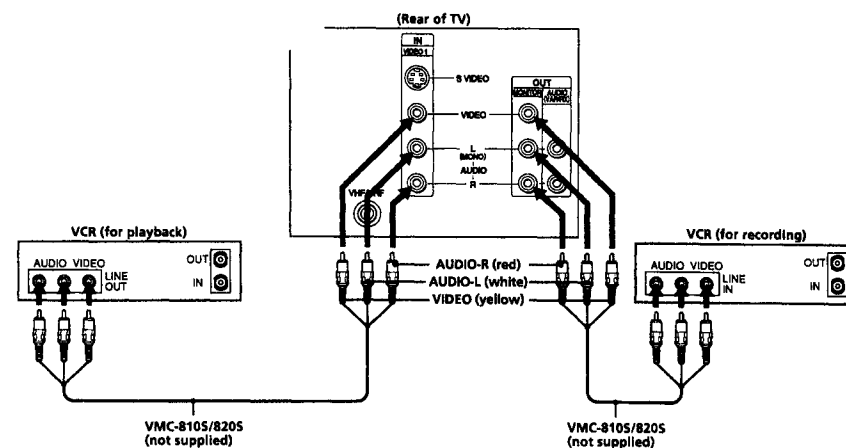 (Rear of TV)
IN
VIDEO 1
S VIDEO
OUT
MONITOR
AUDIO
(VAR/FIX)
VIDEO
L
(MONO)
AUDIO
R
VHF/UHF
VCR (for playback)
AUDIO VIDEO
LINE
OUT
OUT
IN
AUDIO-R (red)
AUDIO-L (white)
VIDEO (yellow)
VCR (for recording)
AUDIO VIDEO
LINE
IN
OUT
IN
VMC-810S/820S
(not supplied)
VMC-810S/820S
(not supplied)